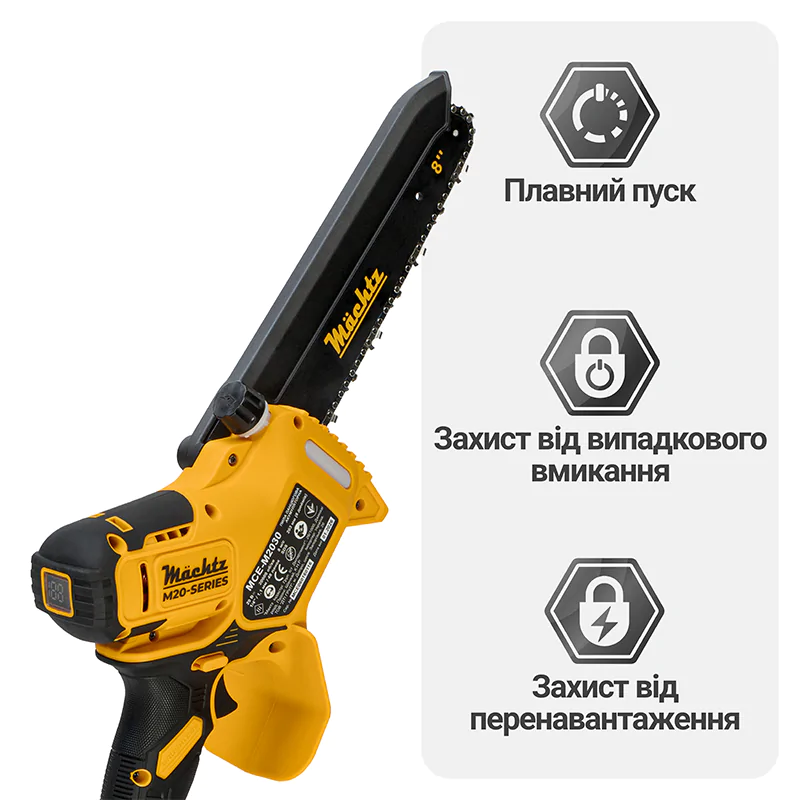 8"
Mächtz
Mächtz
M20-SERIES
MCE-M2030
Плавний пуск
Захист від випадкового
вмикання
Захист від
перенавантаження